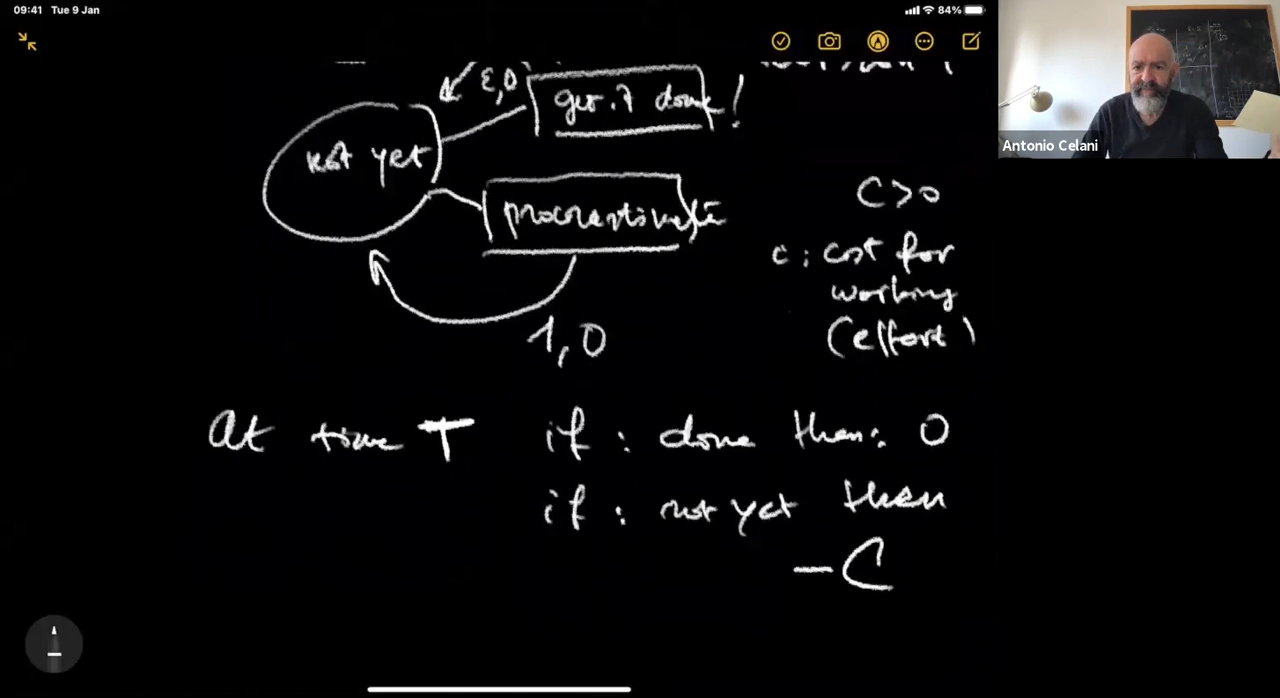 09:41 Tue 9 Jan
84%
Antonio Celani
ε,0
get it done!
not yet
procrastinate
C>0
c: cost for
working
(effort)
1,0
At time T if: done then: 0
if: not yet then
-C